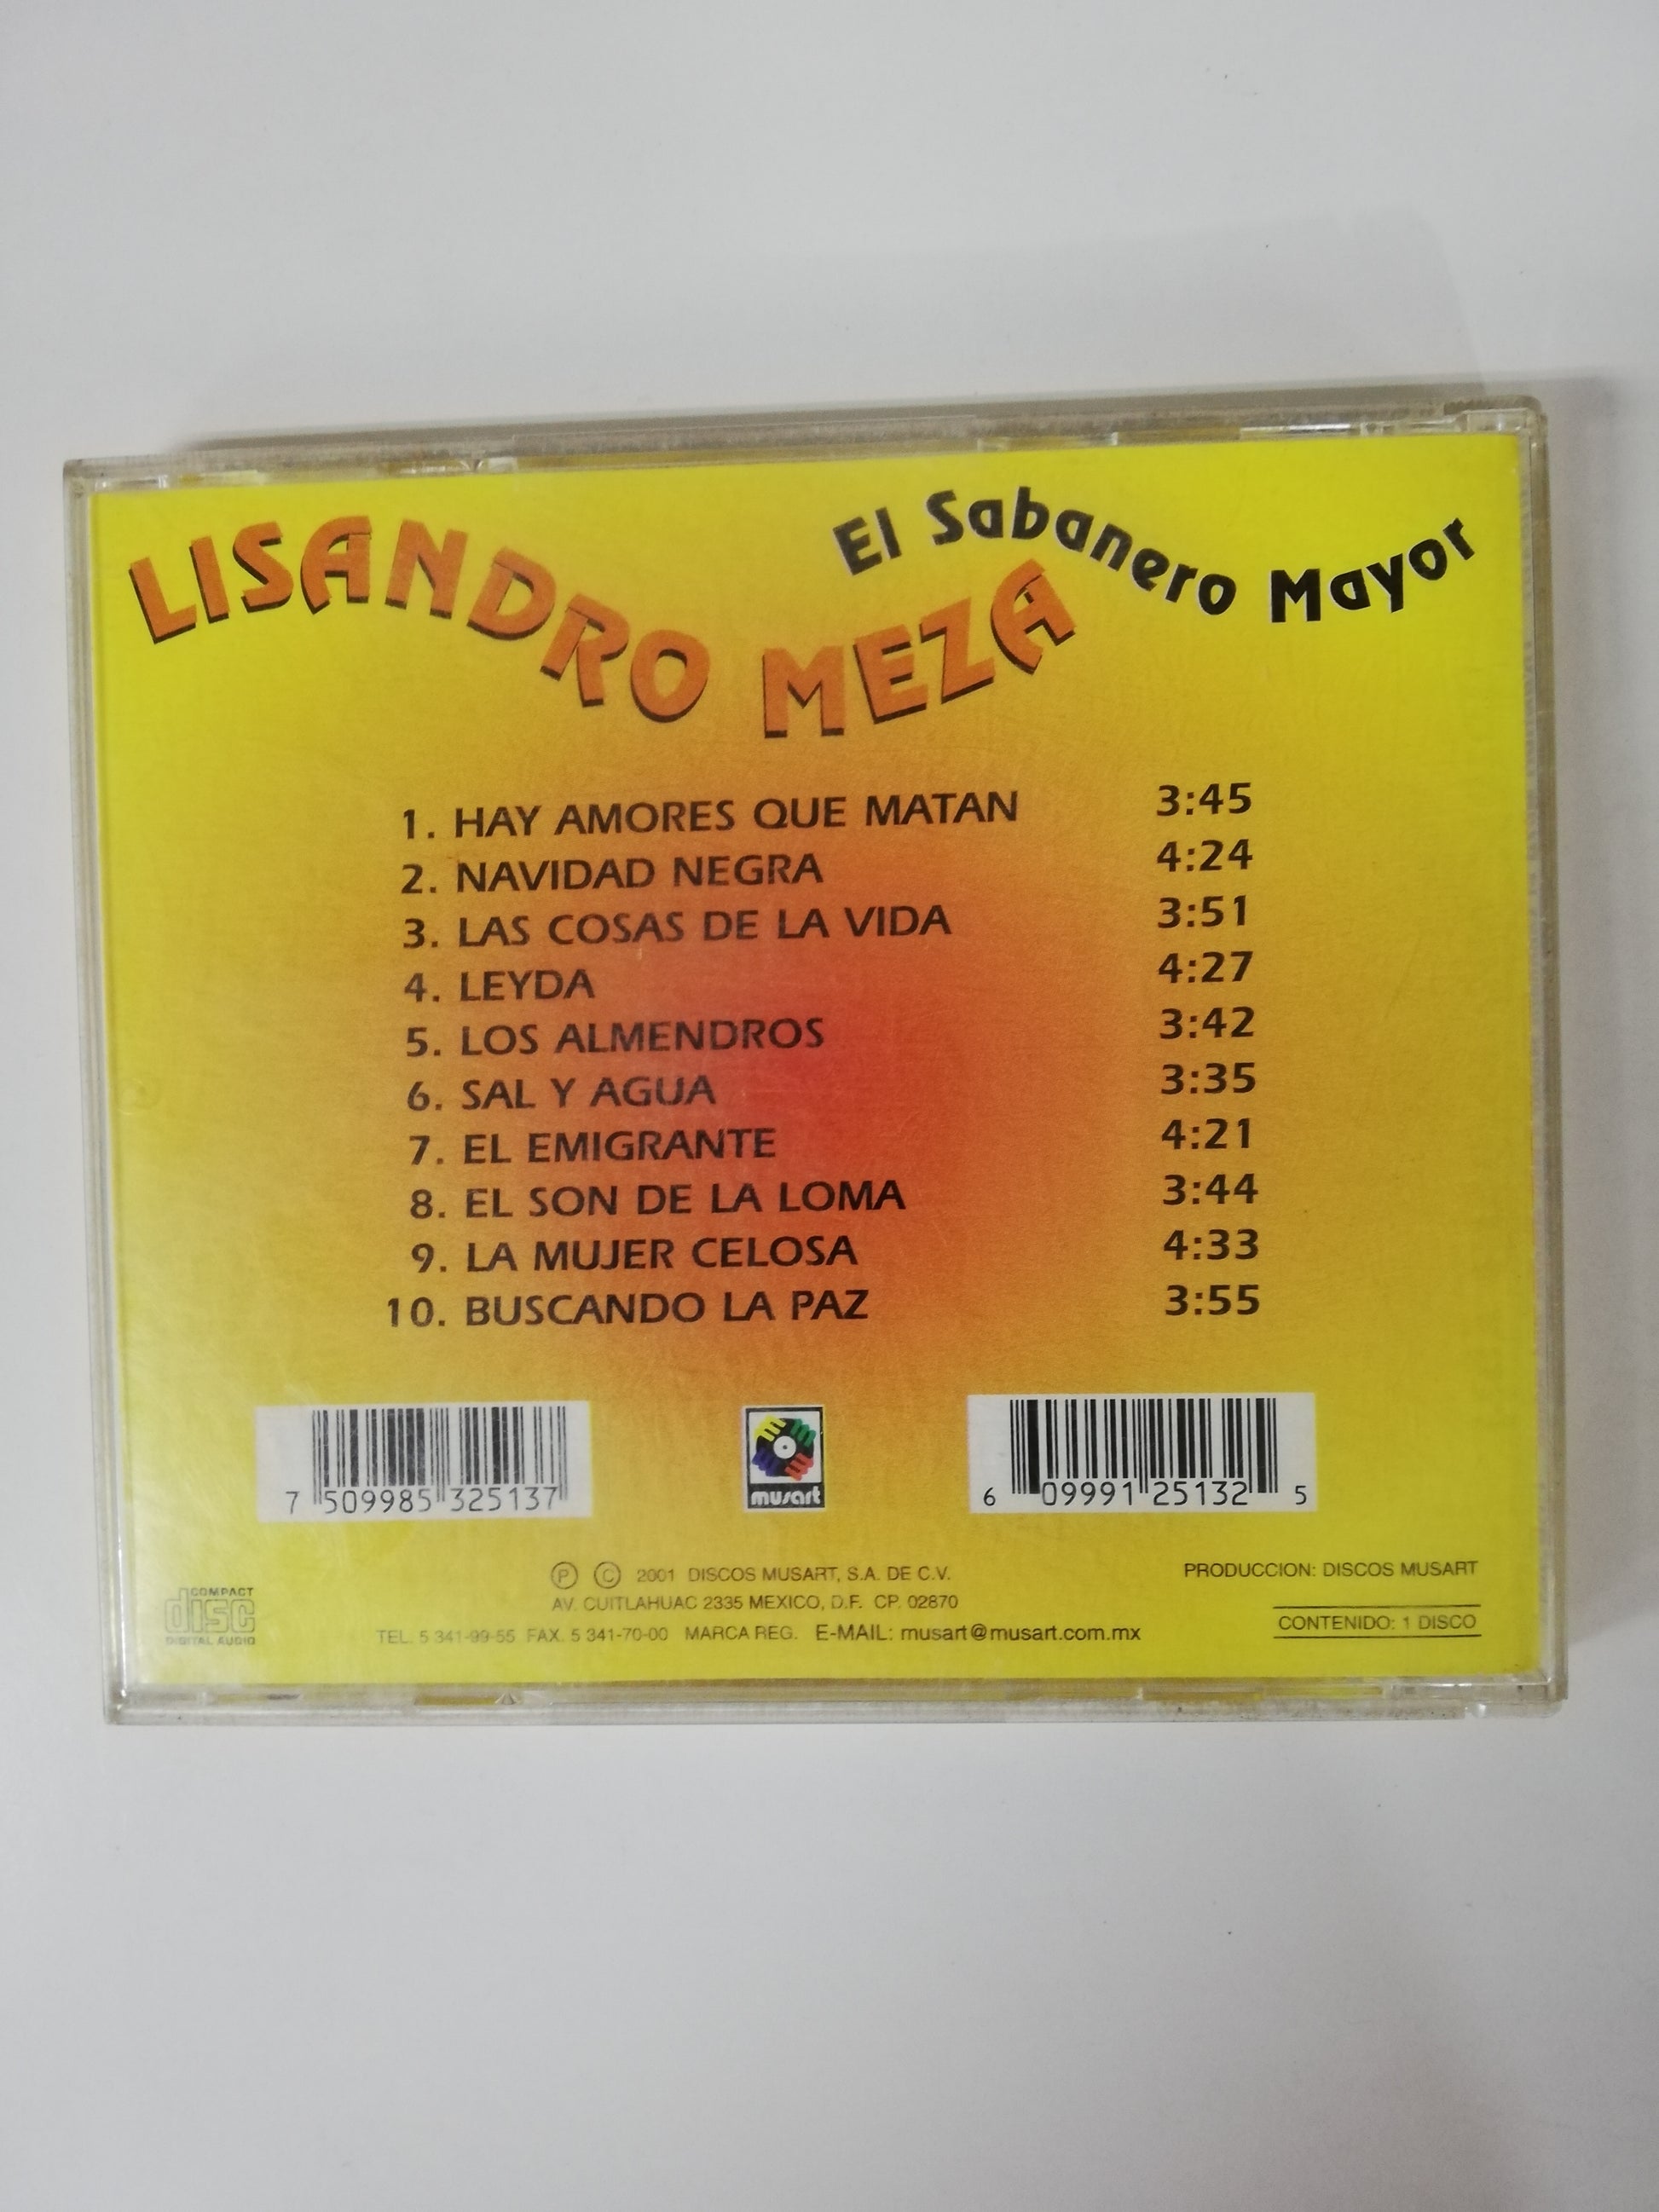 LISANDRO MEZA
El Sabanero Mayor
1. HAY AMORES QUE MATAN 3:45
2. NAVIDAD NEGRA 4:24
3. LAS COSAS DE LA VIDA 3:51
4. LEYDA 4:27
5. LOS ALMENDROS 3:42
6. SAL Y AGUA 3:35
7. EL EMIGRANTE 4:21
8. EL SON DE LA LOMA 3:44
9. LA MUJER CELOSA 4:33
10. BUSCANDO LA PAZ 3:55
7 509985 325137
musart
6 09991 25132 5
COMPACT
disc
DIGITAL AUDIO
Ⓟ Ⓒ 2001 DISCOS MUSART, S.A. DE C.V.
AV. CUITLAHUAC 2335 MEXICO, D.F. CP. 02870
TEL. 5 341-99-55 FAX. 5 341-70-00 MARCA REG. E-MAIL: musart@musart.com.mx
PRODUCCION: DISCOS MUSART
CONTENIDO: 1 DISCO